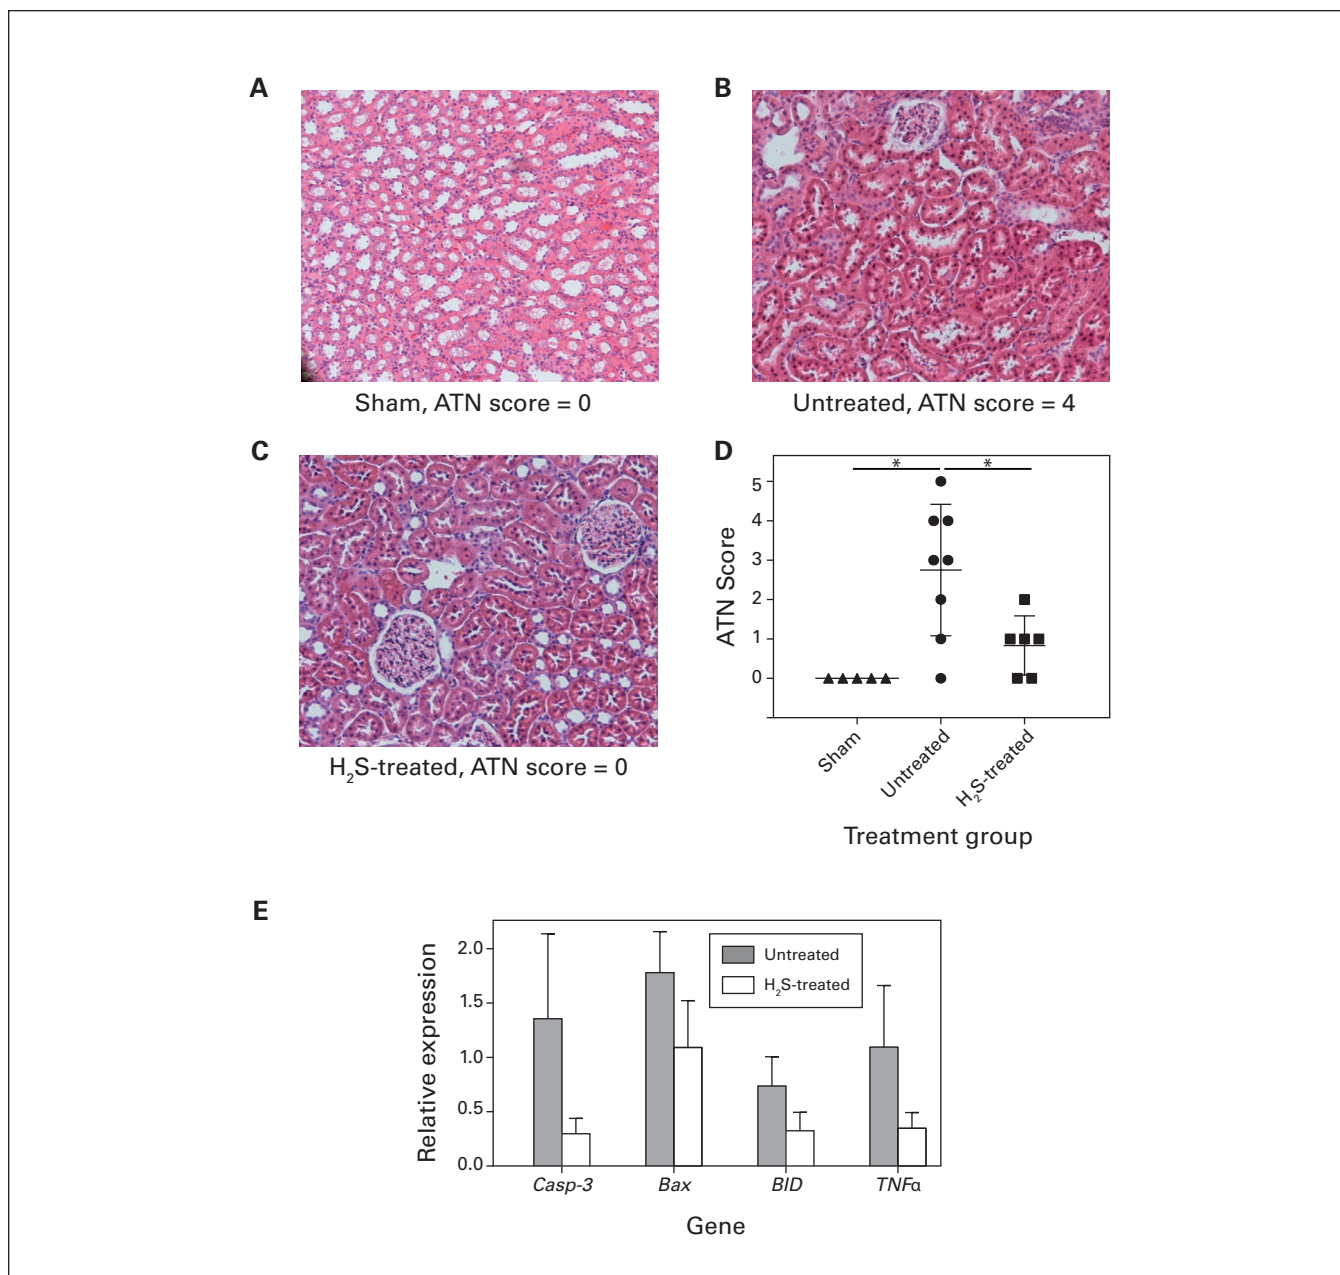 A
B
Sham, ATN score = 0
Untreated, ATN score = 4
C
D
H₂S-treated, ATN score = 0
* *
5
4
3
2
1
0
ATN Score
Sham
Untreated
H₂S-treated
Treatment group
E
2.0
1.5
1.0
0.5
0.0
Relative expression
Untreated
H₂S-treated
Casp-3 Bax BID TNFα
Gene